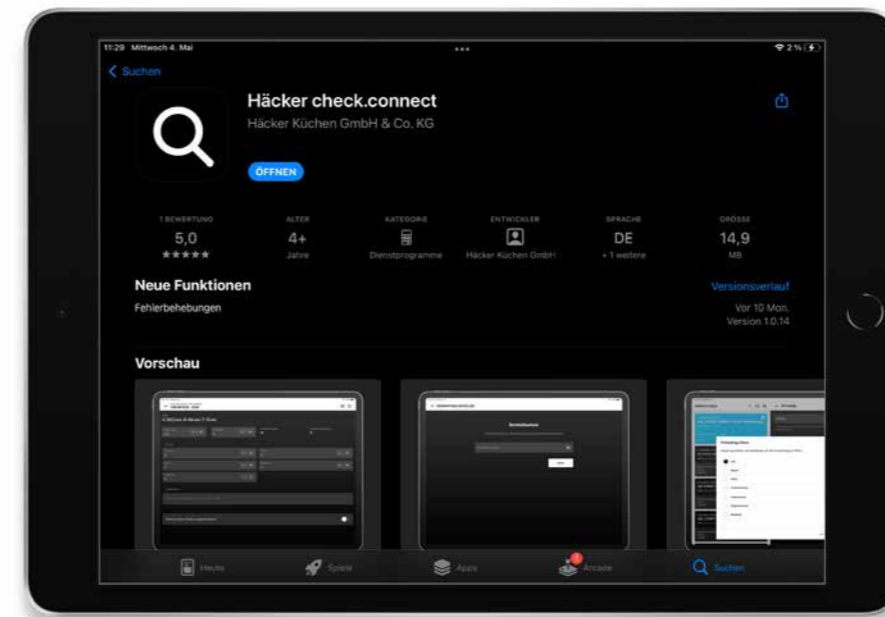 11:29 Mittwoch 4. Mai
2 %
Suchen
Häcker check.connect
Häcker Küchen GmbH & Co. KG
ÖFFNEN
1 BEWERTUNG
5,0
ALTER
4+
Jahre
KATEGORIE
Dienstprogramme
ENTWICKLER
Häcker Küchen GmbH
SPRACHE
DE
+ 1 weitere
GRÖSSE
14,9
MB
Neue Funktionen
Versionsverlauf
Fehlerbehebungen
Vor 10 Mon.
Version 1.0.14
Vorschau
Heute
Spiele
Apps
Arcade
Suchen